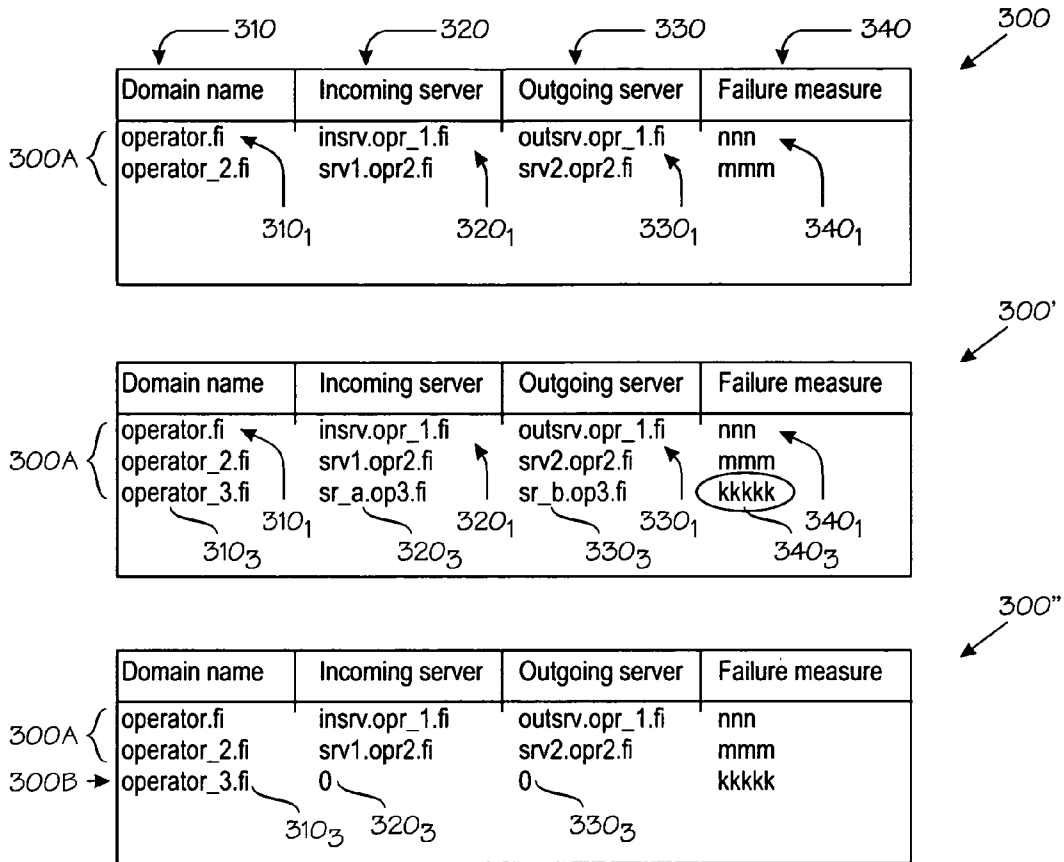 310 320 330 340 300
Domain name Incoming server Outgoing server Failure measure
300A operator.fi insrv.opr_1.fi outsrv.opr_1.fi nnn
operator_2.fi srv1.opr2.fi srv2.opr2.fi mmm
310₁ 320₁ 330₁ 340₁
300'
Domain name Incoming server Outgoing server Failure measure
operator.fi insrv.opr_1.fi outsrv.opr_1.fi nnn
300A operator_2.fi srv1.opr2.fi srv2.opr2.fi mmm
operator_3.fi sr_a.op3.fi sr_b.op3.fi kkkkk
310₁ 320₁ 330₁ 340₁
310₃ 320₃ 330₃ 340₃
300"
Domain name Incoming server Outgoing server Failure measure
300A operator.fi insrv.opr_1.fi outsrv.opr_1.fi nnn
operator_2.fi srv1.opr2.fi srv2.opr2.fi mmm
300B operator_3.fi 0 0 kkkkk
310₃ 320₃ 330₃